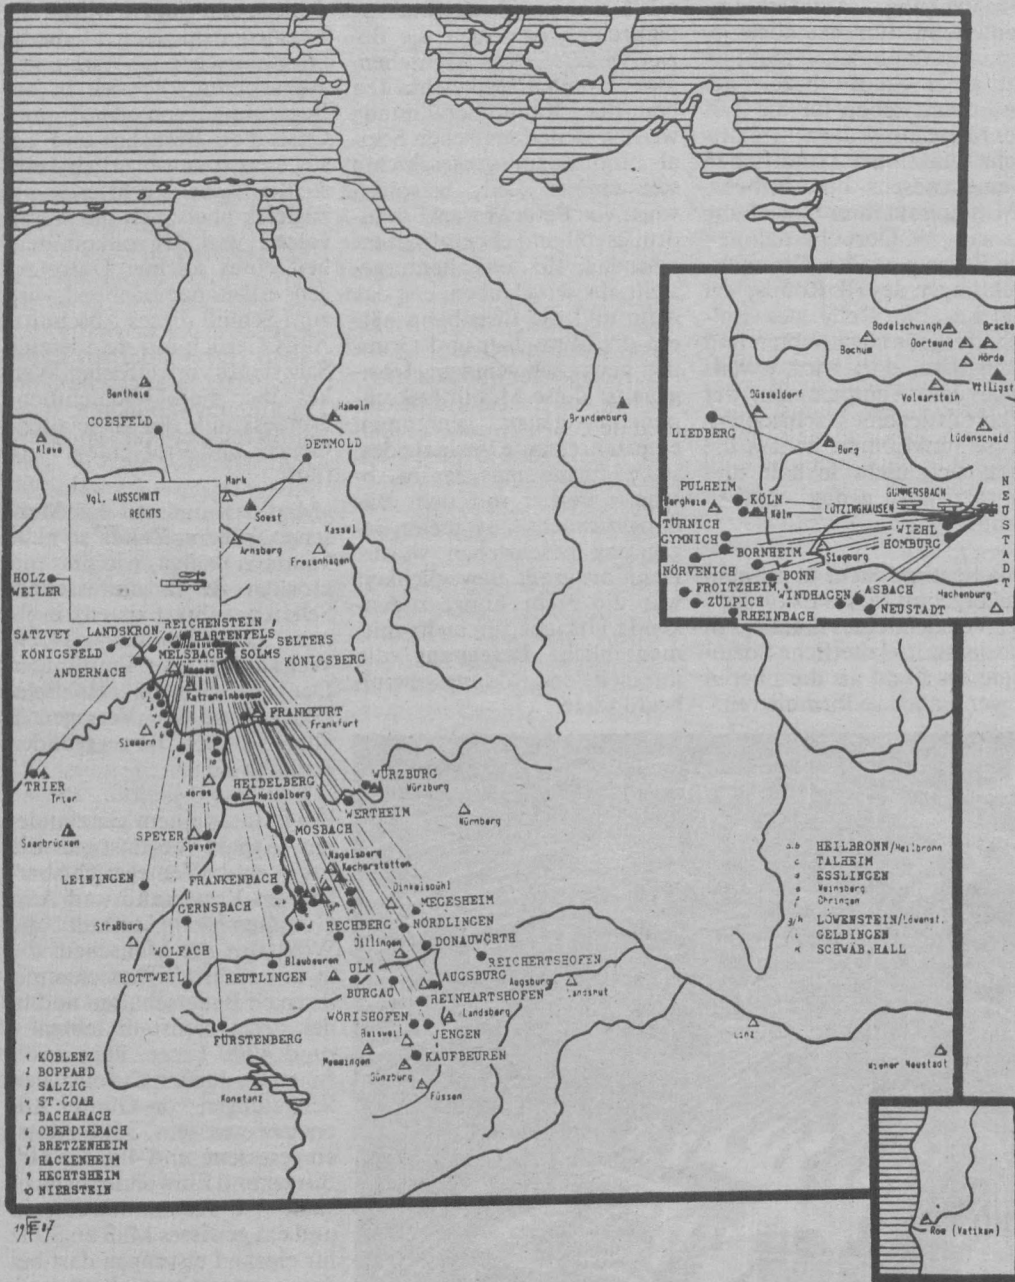 Bentheim
COESFELD
Kleve
Hameln
DETMOLD
Brandenburg
Mark
Vgl. AUSSCHNITT
RECHTS
Soest
Arnsberg
Kassel
Freienhagen
HOLZ
WEILER
SATZVEY
LANDSKRON
REICHENSTEIN
HARTENFELS
SELTERS
KÖNIGSFELD
MELSBACH
SOLMS
KÖNIGSBERG
ANDERNACH
Nassau
Katzenelnbogen
FRANKFURT
Frankfurt
Simmern
TRIER
Trier
Worms
HEIDELBERG
Heidelberg
WÜRZBURG
Würzburg
WERTHEIM
Nürnberg
Saarbrücken
SPEYER
Speyer
MOSBACH
Nagelsberg
Kocherstetten
LEININGEN
FRANKENBACH
Dinkelsbühl
MEGESHEIM
GERNSBACH
NÖRDLINGEN
Straßburg
RECHBERG
DONAUWÖRTH
WOLFACH
Blaubeuren
REICHERTSHOFEN
ROTTWEIL
REUTLINGEN
ULM
AUGSBURG
Augsburg
Landshut
BURGAU
REINHARTSHOFEN
WÖRISHOFEN
Landsberg
FÜRSTENBERG
JENGEN
Memmingen
KAUFBEUREN
Günzburg
Füssen
Konstanz
Linz
Wiener Neustadt
Bodelschwingh
Bracke
Bochum
Dortmund
Hörde
Düsseldorf
Volmarstein
Villigst
LIEDBERG
Lüdenscheid
Burg
PULHEIM
Bergheim
KÖLN
Köln
GUMMERSBACH
LÜTZINGHAUSEN
NEUSTADT
TÜRNICH
WIEHL
GYMNICH
HOMBURG
BORNHEIM
Siegburg
NÖRVENICH
BONN
FROITZHEIM
ASBACH
Hachenburg
ZÜLPICH
WINDHAGEN
NEUSTADT
RHEINBACH
a.b HEILBRONN/Heilbronn
c TALHEIM
d ESSLINGEN
e Weinsberg
f Öhringen
g/h LÖWENSTEIN/Löwenst.
i GELBINGEN
k SCHWÄB.HALL
1 KOBLENZ
2 BOPPARD
3 SALZIG
4 ST.GOAR
5 BACHARACH
6 OBERDIEBACH
7 BRETZENHEIM
8 HACKENHEIM
9 HECHTSHEIM
10 NIERSTEIN
Rom (Vatikan)